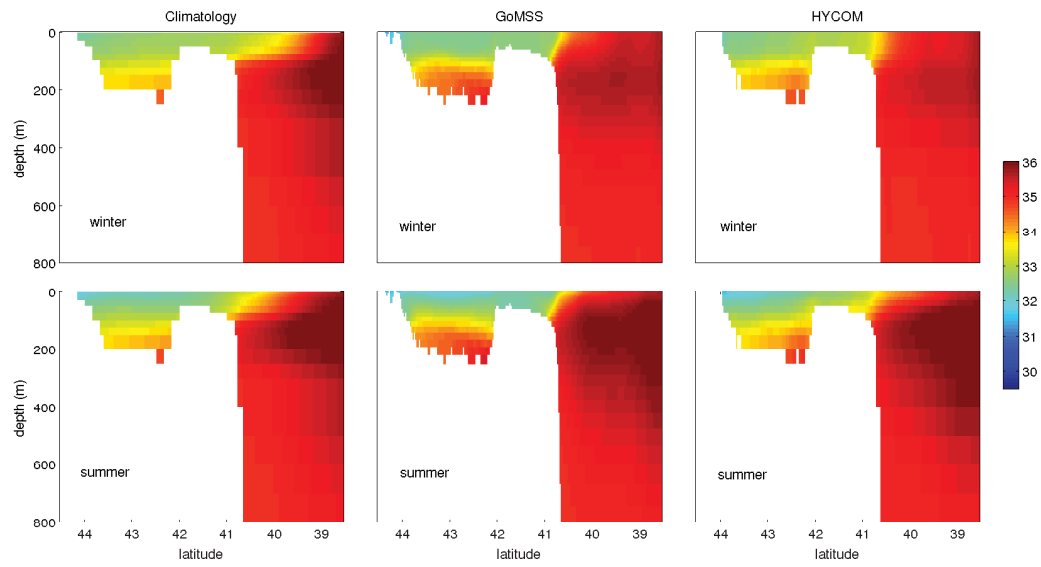 Climatology GoMSS HYCOM
0
200
400
600
800
depth (m)
winter winter winter
36
35
34
33
32
31
30
0
200
400
600
800
depth (m)
summer summer summer
44 43 42 41 40 39 44 43 42 41 40 39 44 43 42 41 40 39
latitude latitude latitude